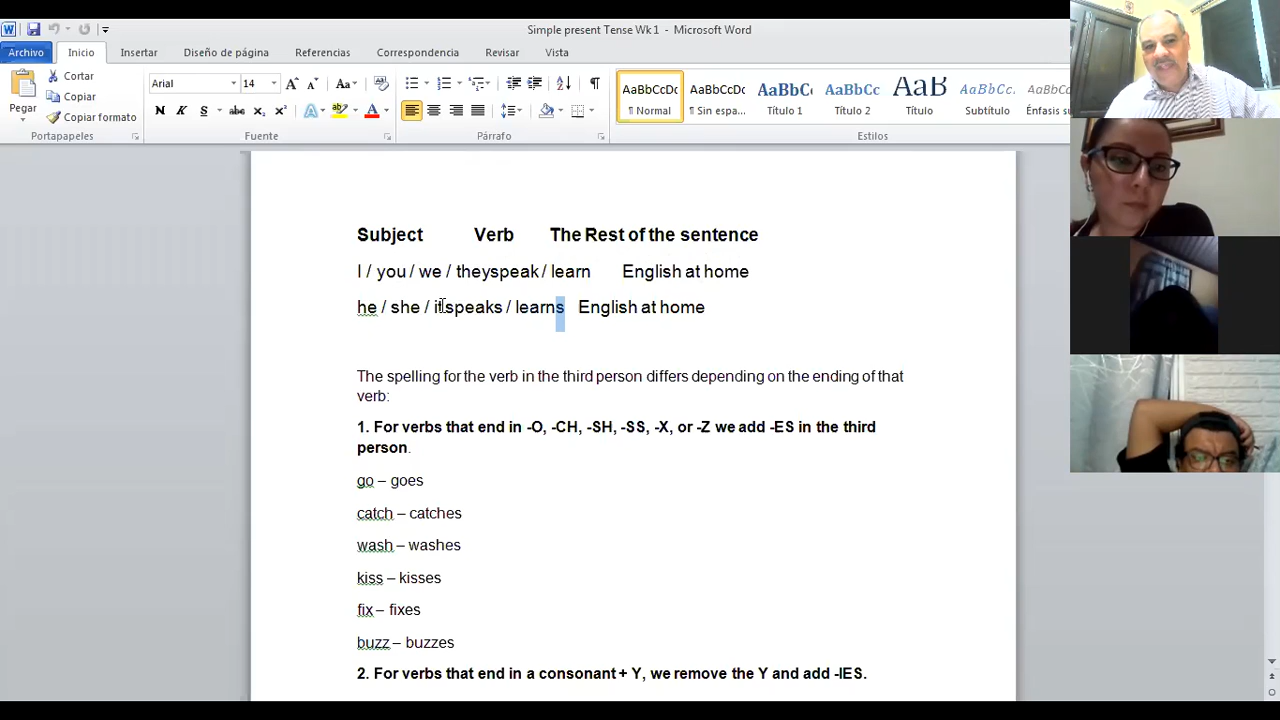 Simple present Tense Wk 1 - Microsoft Word
Archivo Inicio Insertar Diseño de página Referencias Correspondencia Revisar Vista
Pegar
Cortar
Copiar
Copiar formato
Portapapeles
Arial 14
Fuente
Párrafo
AaBbCcDc AaBbCcDc AaBbC AaBbCc AaB AaBbCc. AaBbCc
¶ Normal ¶ Sin espa... Título 1 Título 2 Título Subtítulo Énfasis su
Estilos
Subject Verb The Rest of the sentence
I / you / we / theyspeak / learn English at home
he / she / itspeaks / learns English at home
The spelling for the verb in the third person differs depending on the ending of that
verb:
1. For verbs that end in -O, -CH, -SH, -SS, -X, or -Z we add -ES in the third
person.
go – goes
catch – catches
wash – washes
kiss – kisses
fix – fixes
buzz – buzzes
2. For verbs that end in a consonant + Y, we remove the Y and add -IES.